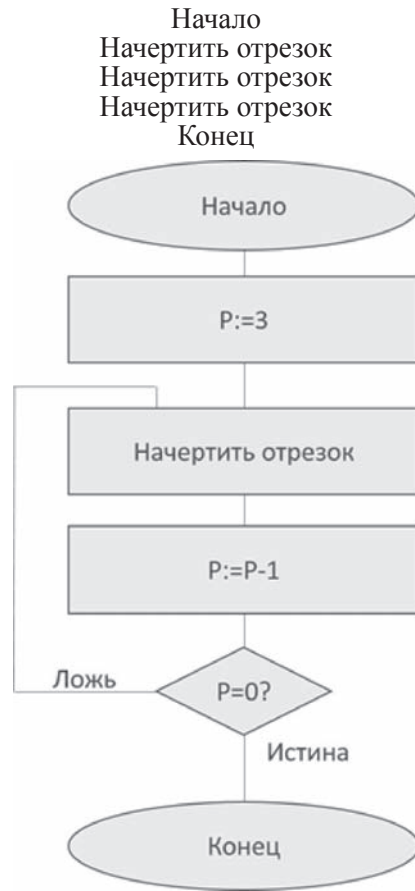 Начало
Начертить отрезок
Начертить отрезок
Начертить отрезок
Конец
Начало
P:=3
Начертить отрезок
P:=P-1
P=0?
Ложь
Истина
Конец